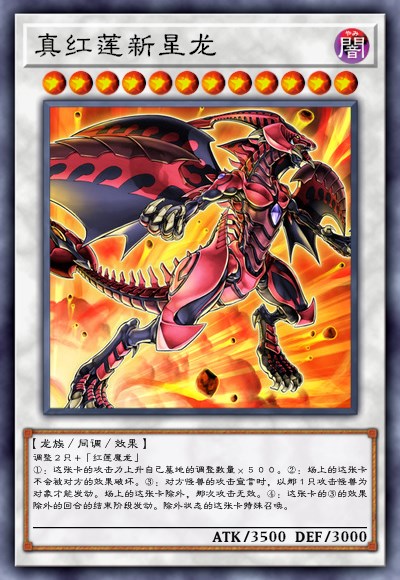 真红莲新星龙
やみ
闇
【龙族／同调／效果】
调整２只＋「红莲魔龙」
①：这张卡的攻击力上升自己墓地的调整数量×５００。②：场上的这张卡
不会被对方的效果破坏。③：对方怪兽的攻击宣言时，以那１只攻击怪兽为
对象才能发动。场上的这张卡除外，那次攻击无效。④：这张卡的③的效果
除外的回合的结束阶段发动。除外状态的这张卡特殊召唤。
ATK/3500 DEF/3000